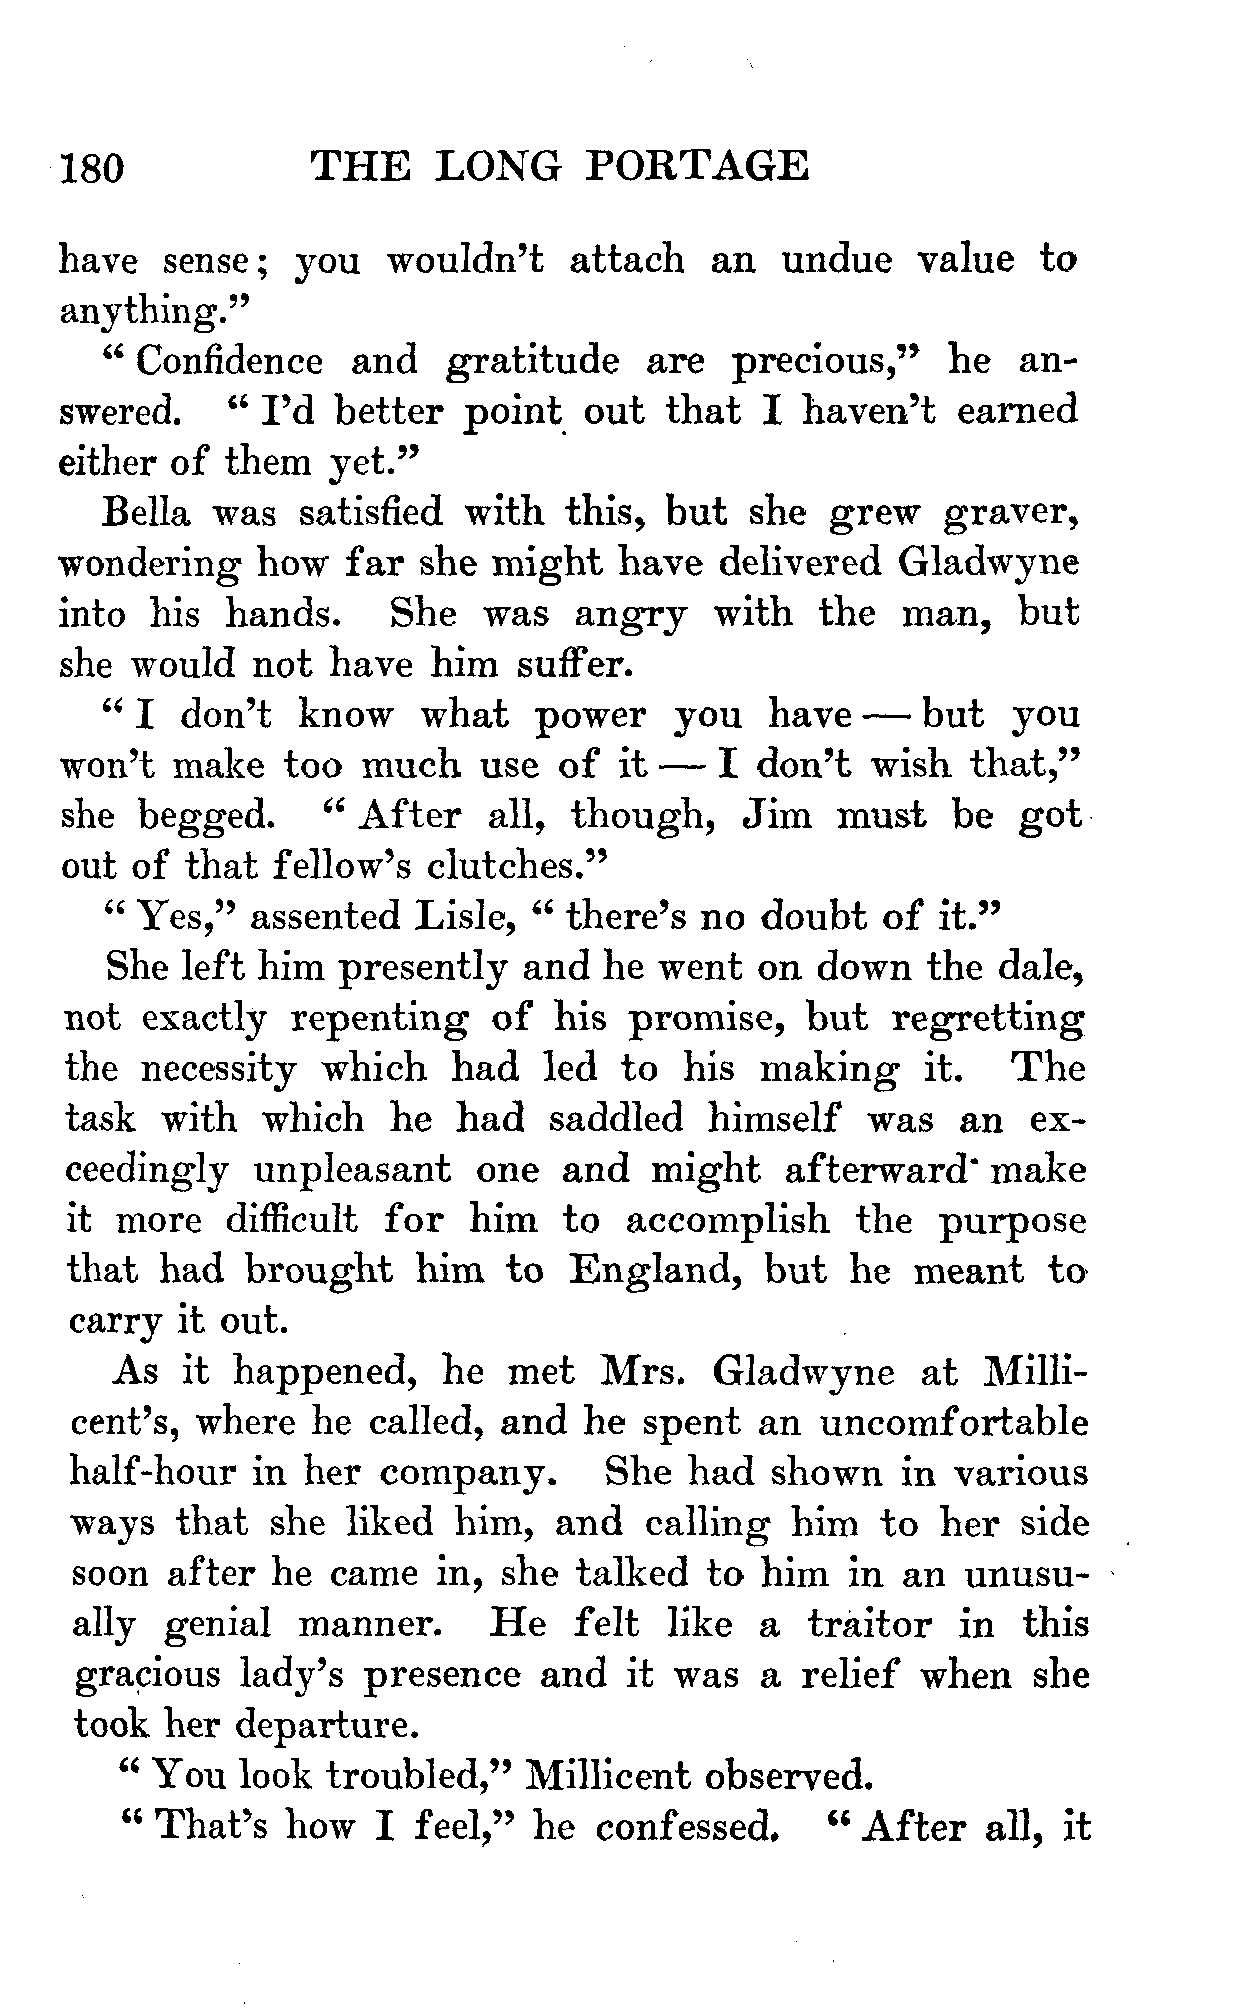 180 THE LONG PORTAGE
have sense; you wouldn't attach an undue value to
anything."
"Confidence and gratitude are precious," he an-
swered. "I'd better point out that I haven't earned
either of them yet."
Bella was satisfied with this, but she grew graver,
wondering how far she might have delivered Gladwyne
into his hands. She was angry with the man, but
she would not have him suffer.
"I don't know what power you have — but you
won't make too much use of it — I don't wish that,"
she begged. "After all, though, Jim must be got
out of that fellow's clutches."
"Yes," assented Lisle, "there's no doubt of it."
She left him presently and he went on down the dale,
not exactly repenting of his promise, but regretting
the necessity which had led to his making it. The
task with which he had saddled himself was an ex-
ceedingly unpleasant one and might afterward make
it more difficult for him to accomplish the purpose
that had brought him to England, but he meant to
carry it out.
As it happened, he met Mrs. Gladwyne at Milli-
cent's, where he called, and he spent an uncomfortable
half-hour in her company. She had shown in various
ways that she liked him, and calling him to her side
soon after he came in, she talked to him in an unusu-
ally genial manner. He felt like a traitor in this
gracious lady's presence and it was a relief when she
took her departure.
"You look troubled," Millicent observed.
"That's how I feel," he confessed. "After all, it